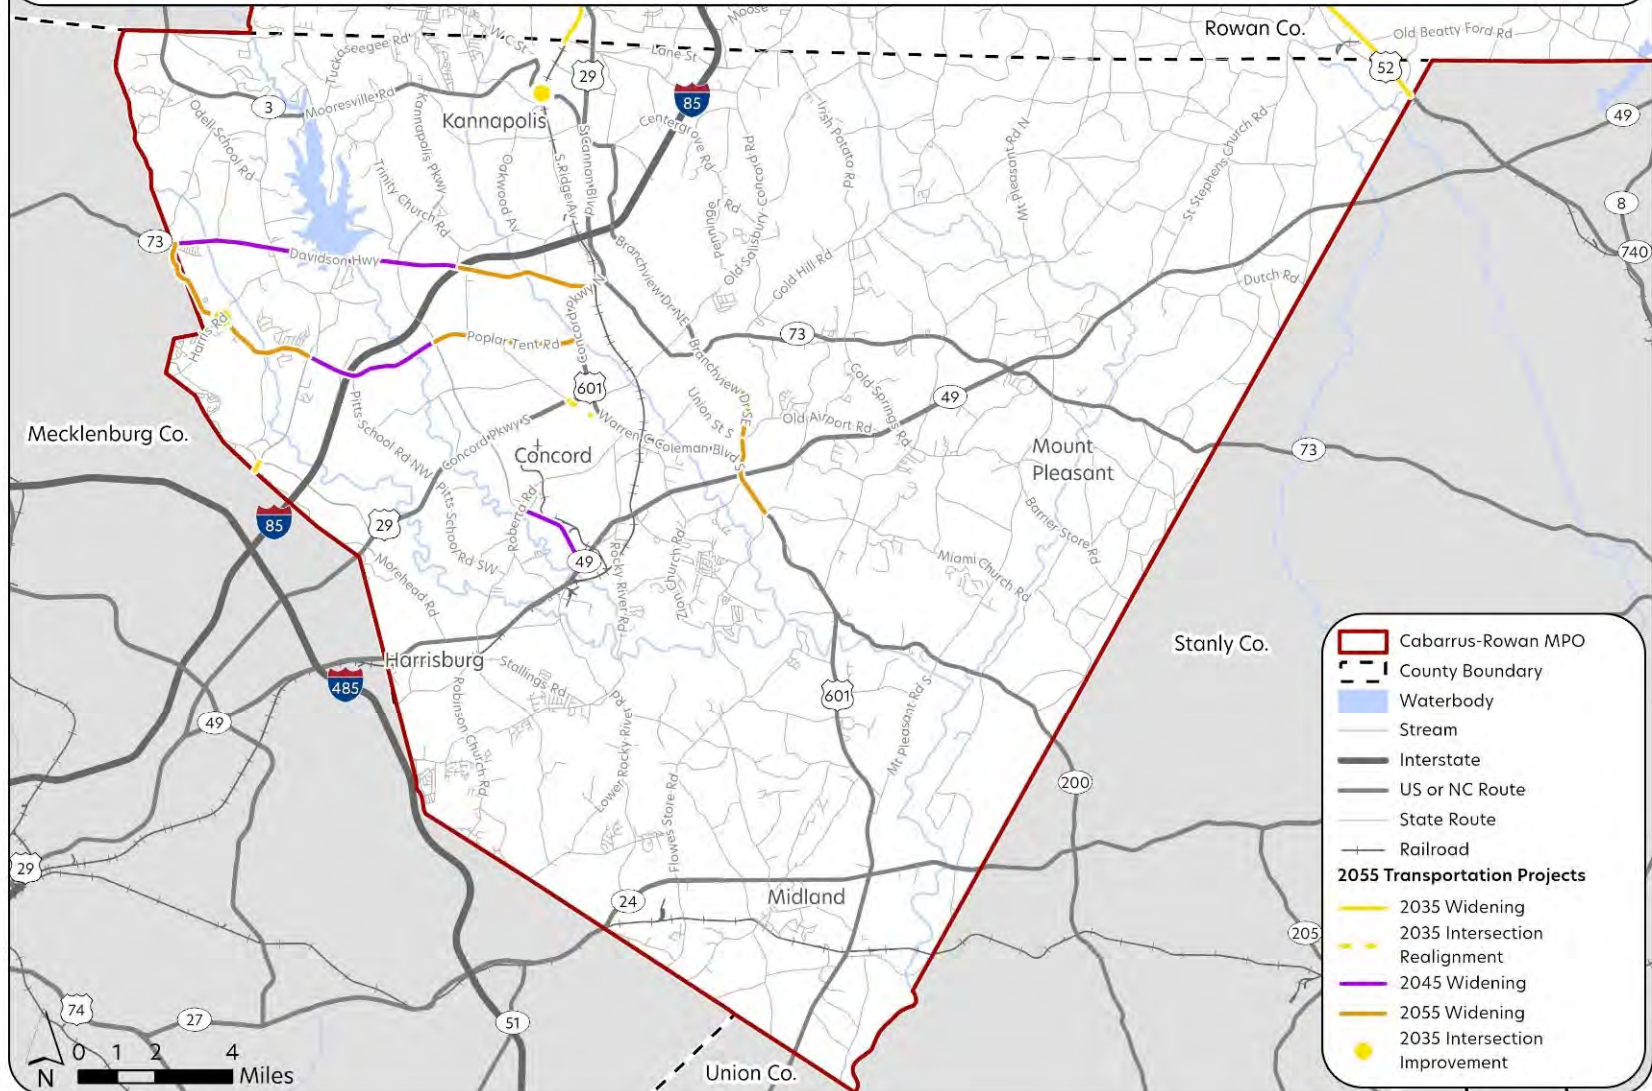 Rowan Co.
Old Beatty Ford Rd
Moose
W C St
Lane St
Tuckaseegee Rd
29
52
85
3
Mooresville Rd
Kannapolis
Centergrove Rd
Irish Potato Rd
49
Odell School Rd
Kannapolis Pkwy
Trinity Church Rd
Oakwood Av
S Ridge Av
S Cannon Blvd
Old Salisbury Concord Rd
Mt Pleasant Rd N
St Stephens Church Rd
8
740
73
Davidson Hwy
Branchview Dr NE
Penninger Rd
Gold Hill Rd
Dutch Rd
Harris Rd
Poplar Tent Rd
Concord Pkwy N
73
Branchview Dr SE
601
Gold Springs Rd
49
Mecklenburg Co.
Pitts School Rd NW
Concord Pkwy S
Warren C Coleman Blvd S
Union St S
Old Airport Rd
Mount
Pleasant
73
Concord
85
29
Pitts School Rd SW
Roberta Rd
49
Rocky River Rd
Zion Church Rd
Barrier Store Rd
Miami Church Rd
Morehead Rd
Harrisburg
Stallings Rd
485
Robinson Church Rd
Lower Rocky River Rd
601
Mt Pleasant Rd S
Stanly Co.
49
Flowes Store Rd
200
29
24
Midland
205
74
27
51
Union Co.
N
0 1 2 4
Miles
Cabarrus-Rowan MPO
County Boundary
Waterbody
Stream
Interstate
US or NC Route
State Route
Railroad
2055 Transportation Projects
2035 Widening
2035 Intersection
Realignment
2045 Widening
2055 Widening
2035 Intersection
Improvement